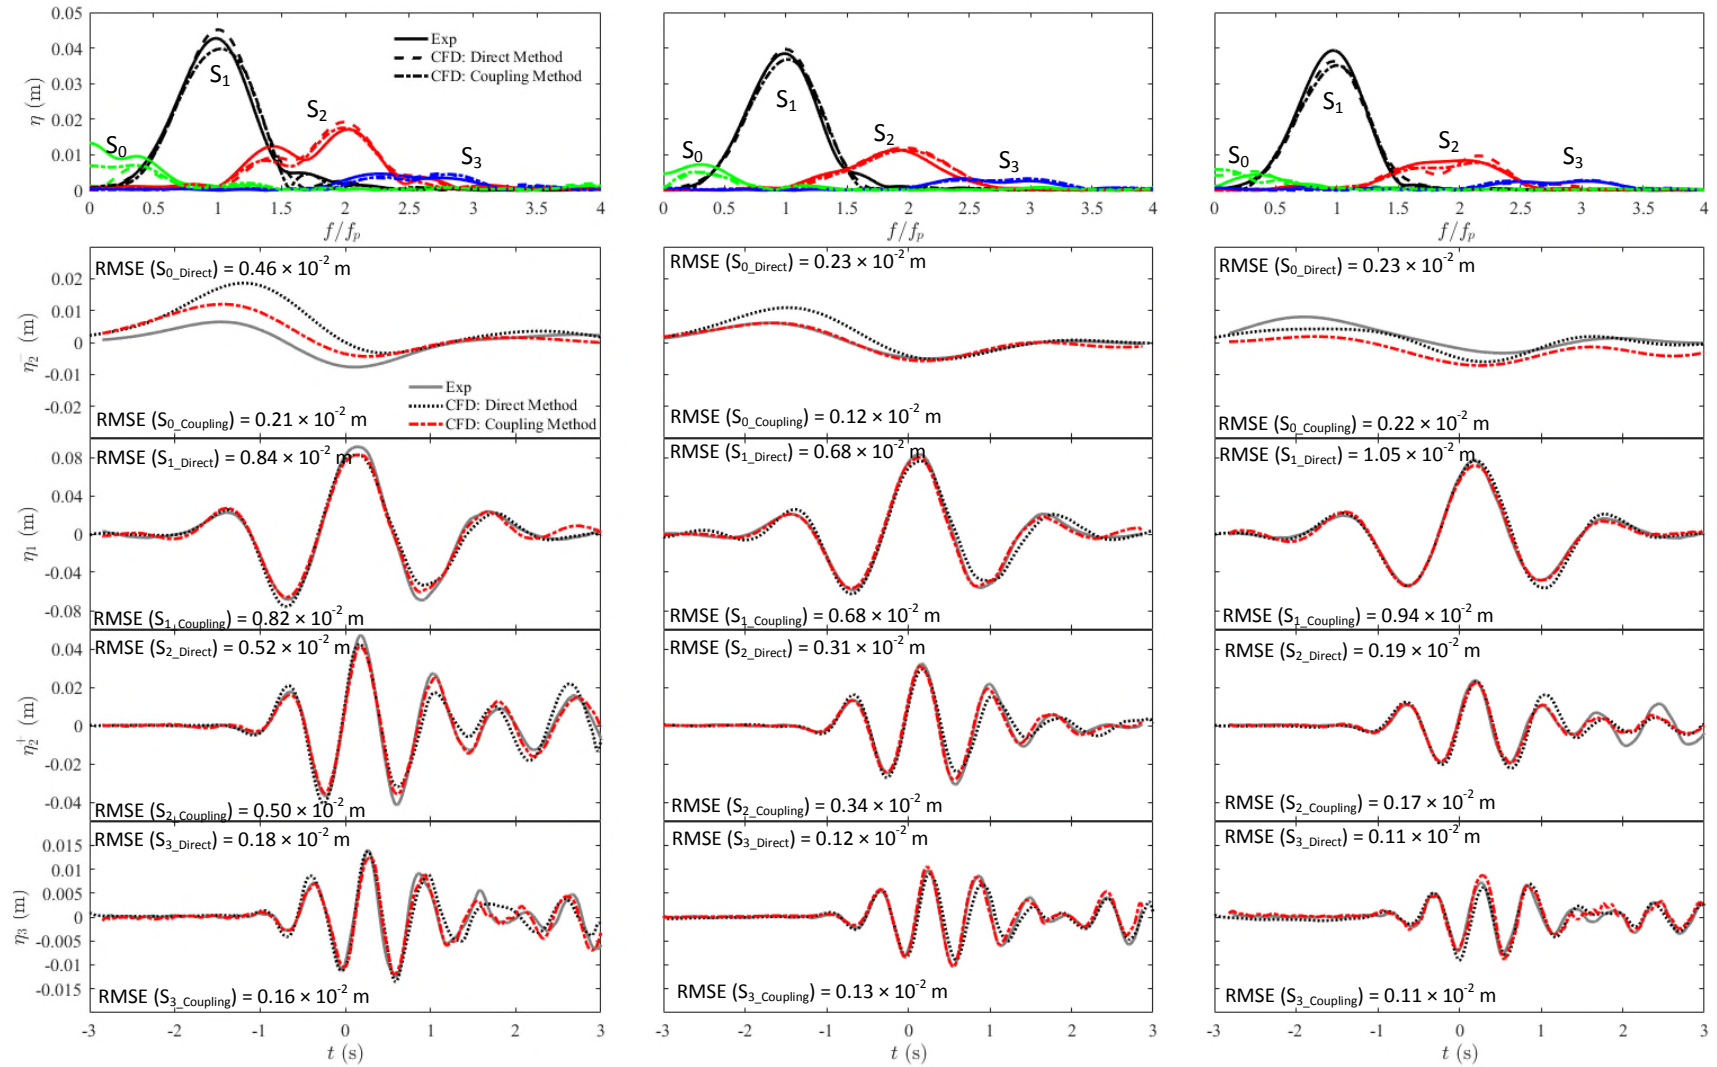 0.05
0.04
0.03
0.02
0.01
0
η (m)
Exp
CFD: Direct Method
CFD: Coupling Method
S0
S1
S2
S3
0 0.5 1 1.5 2 2.5 3 3.5 4
f/fp
S0
S1
S2
S3
0 0.5 1 1.5 2 2.5 3 3.5 4
f/fp
S0
S1
S2
S3
0 0.5 1 1.5 2 2.5 3 3.5 4
f/fp
0.02
0.01
0
-0.01
-0.02
η2− (m)
RMSE (S0_Direct) = 0.46 × 10-2 m
Exp
CFD: Direct Method
CFD: Coupling Method
RMSE (S0_Coupling) = 0.21 × 10-2 m
RMSE (S0_Direct) = 0.23 × 10-2 m
RMSE (S0_Coupling) = 0.12 × 10-2 m
RMSE (S0_Direct) = 0.23 × 10-2 m
RMSE (S0_Coupling) = 0.22 × 10-2 m
0.08
0.04
0
-0.04
-0.08
η1 (m)
RMSE (S1_Direct) = 0.84 × 10-2 m
RMSE (S1_Coupling) = 0.82 × 10-2 m
RMSE (S1_Direct) = 0.68 × 10-2 m
RMSE (S1_Coupling) = 0.68 × 10-2 m
RMSE (S1_Direct) = 1.05 × 10-2 m
RMSE (S1_Coupling) = 0.94 × 10-2 m
0.04
0.02
0
-0.02
-0.04
η2+ (m)
RMSE (S2_Direct) = 0.52 × 10-2 m
RMSE (S2_Coupling) = 0.50 × 10-2 m
RMSE (S2_Direct) = 0.31 × 10-2 m
RMSE (S2_Coupling) = 0.34 × 10-2 m
RMSE (S2_Direct) = 0.19 × 10-2 m
RMSE (S2_Coupling) = 0.17 × 10-2 m
0.015
0.01
0.005
0
-0.005
-0.01
-0.015
η3 (m)
RMSE (S3_Direct) = 0.18 × 10-2 m
RMSE (S3_Coupling) = 0.16 × 10-2 m
RMSE (S3_Direct) = 0.12 × 10-2 m
RMSE (S3_Coupling) = 0.13 × 10-2 m
RMSE (S3_Direct) = 0.11 × 10-2 m
RMSE (S3_Coupling) = 0.11 × 10-2 m
-3 -2 -1 0 1 2 3
t (s)
-3 -2 -1 0 1 2 3
t (s)
-3 -2 -1 0 1 2 3
t (s)